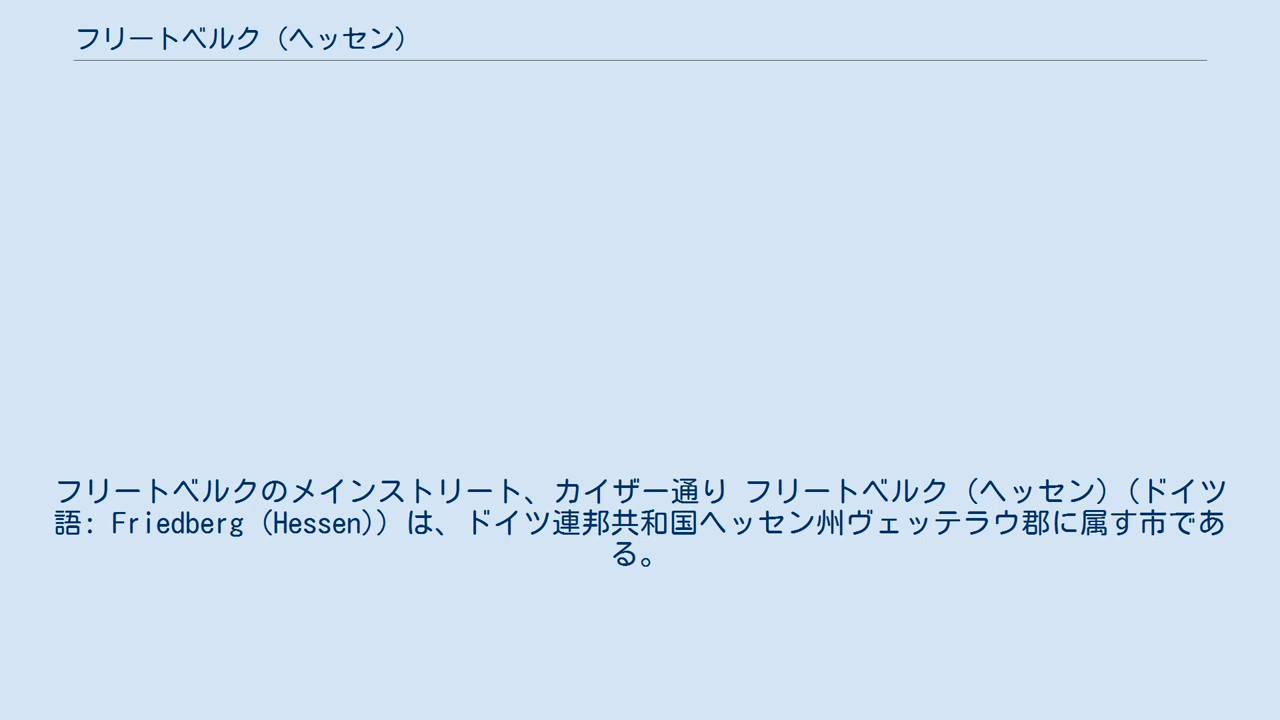 フリートベルク（ヘッセン）
フリートベルクのメインストリート、カイザー通り フリートベルク（ヘッセン）（ドイツ
語: Friedberg (Hessen)）は、ドイツ連邦共和国ヘッセン州ヴェッテラウ郡に属す市であ
る。